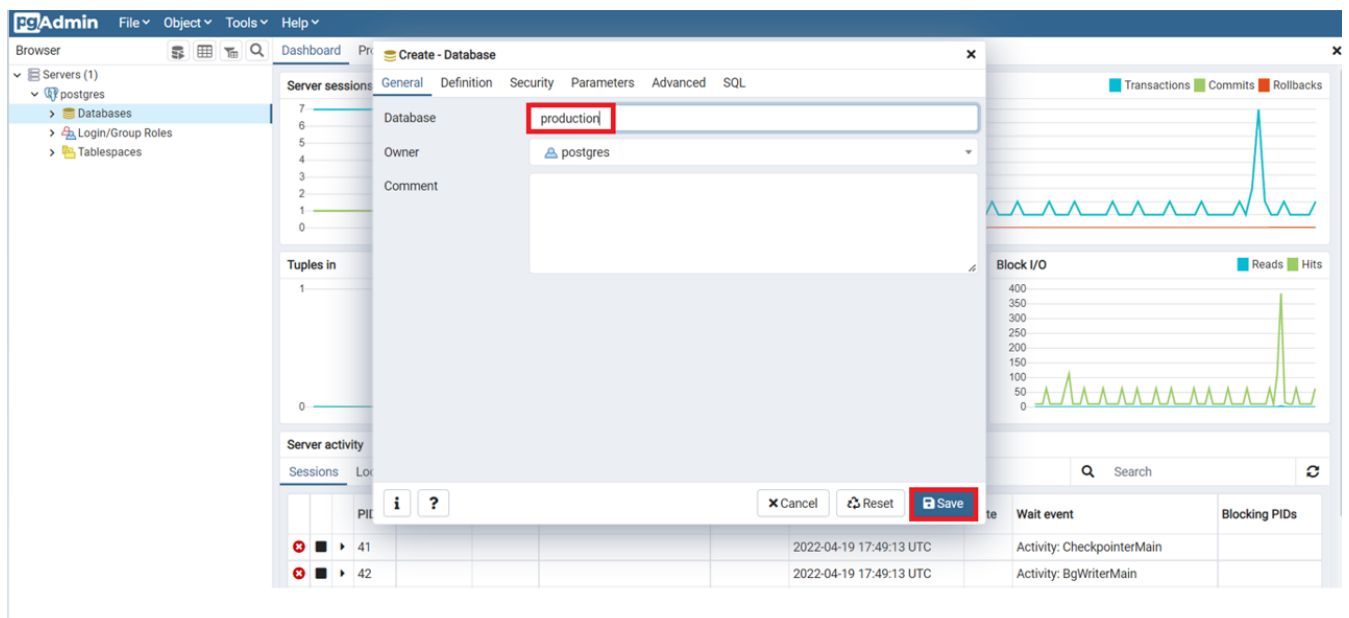 pgAdmin File Object Tools Help
Browser
Servers (1)
postgres
Databases
Login/Group Roles
Tablespaces
Dashboard
Server sessions
7
6
5
4
3
2
1
0
Tuples in
1
0
Server activity
Sessions
PID
41 2022-04-19 17:49:13 UTC Activity: CheckpointerMain
42 2022-04-19 17:49:13 UTC Activity: BgWriterMain
Create - Database
General Definition Security Parameters Advanced SQL
Database production
Owner postgres
Comment
i ? Cancel Reset Save
Transactions Commits Rollbacks
Block I/O Reads Hits
400
350
300
250
200
150
100
50
0
Search
Wait event Blocking PIDs